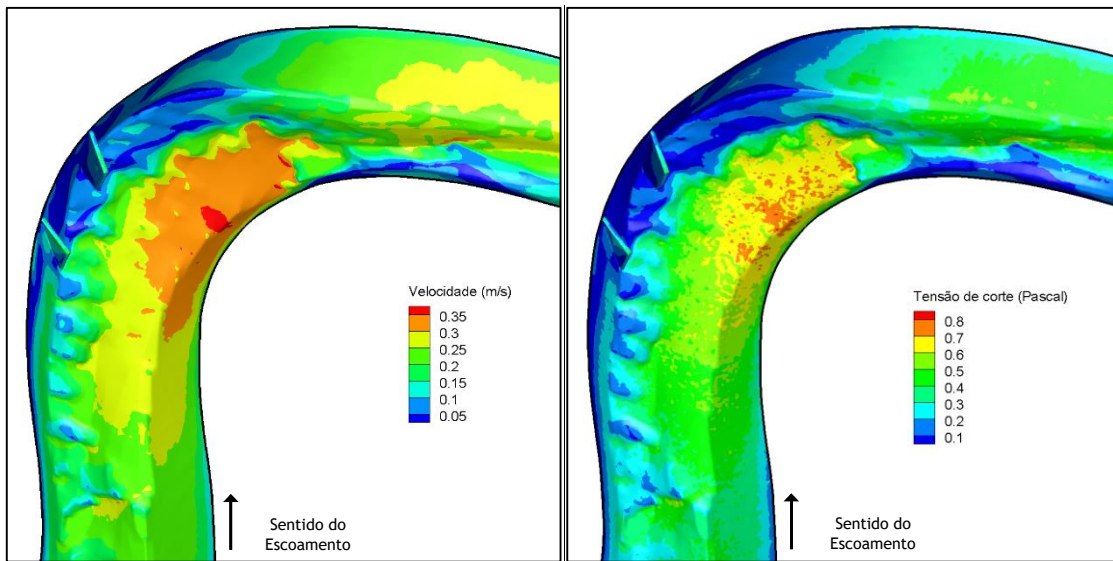 Velocidade (m/s)
0.35
0.3
0.25
0.2
0.15
0.1
0.05
Sentido do
Escoamento
Tensão de corte (Pascal)
0.8
0.7
0.6
0.5
0.4
0.3
0.2
0.1
Sentido do
Escoamento